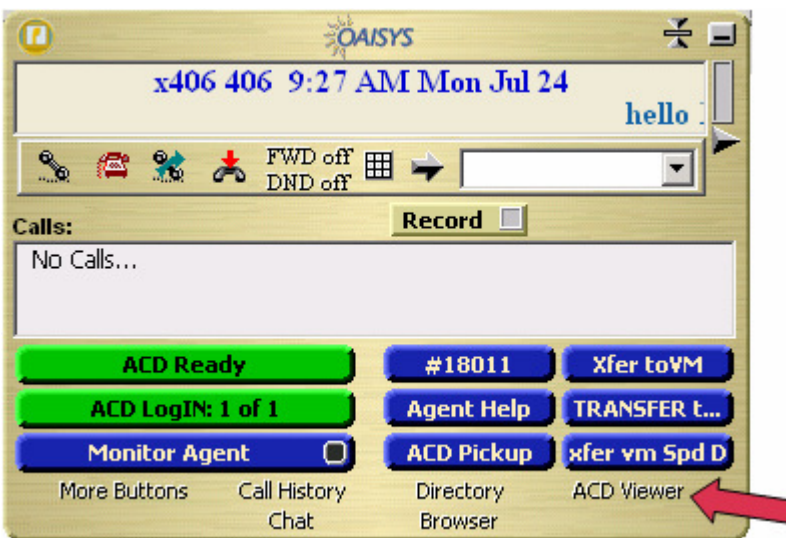 OAISYS
x406 406 9:27 AM Mon Jul 24
hello
FWD off
DND off
Record
Calls:
No Calls...
ACD Ready
#18011
Xfer toVM
ACD LogIN: 1 of 1
Agent Help
TRANSFER t...
Monitor Agent
ACD Pickup
xfer vm Spd D
More Buttons
Call History
Directory
ACD Viewer
Chat
Browser